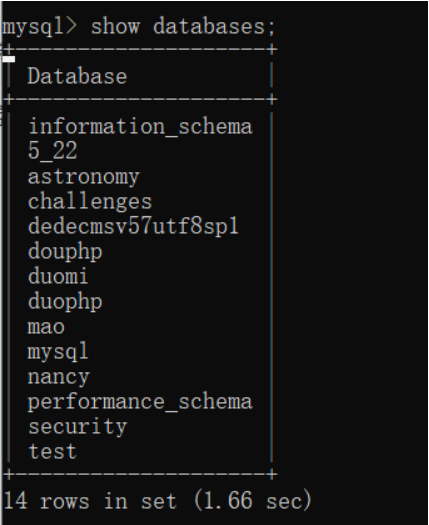 mysql> show databases;
+--------------------+
| Database |
+--------------------+
| information_schema |
| 5_22 |
| astronomy |
| challenges |
| dedecmsv57utf8sp1 |
| douphp |
| duomi |
| duophp |
| mao |
| mysql |
| nancy |
| performance_schema |
| security |
| test |
+--------------------+
14 rows in set (1.66 sec)